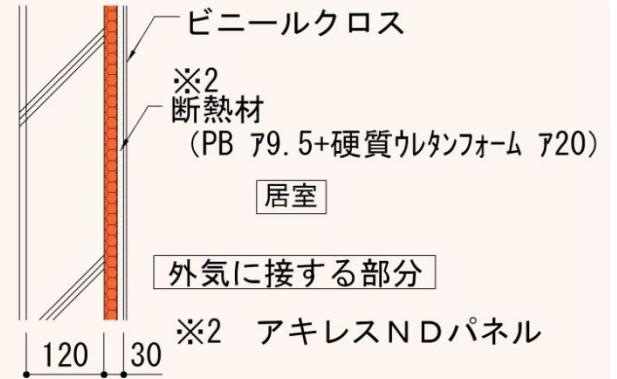 ビニールクロス
※2
断熱材
（PB ｱ9.5+硬質ｳﾚﾀﾝﾌｫｰﾑ ｱ20）
居室
外気に接する部分
※2　アキレスＮＤパネル
120 30